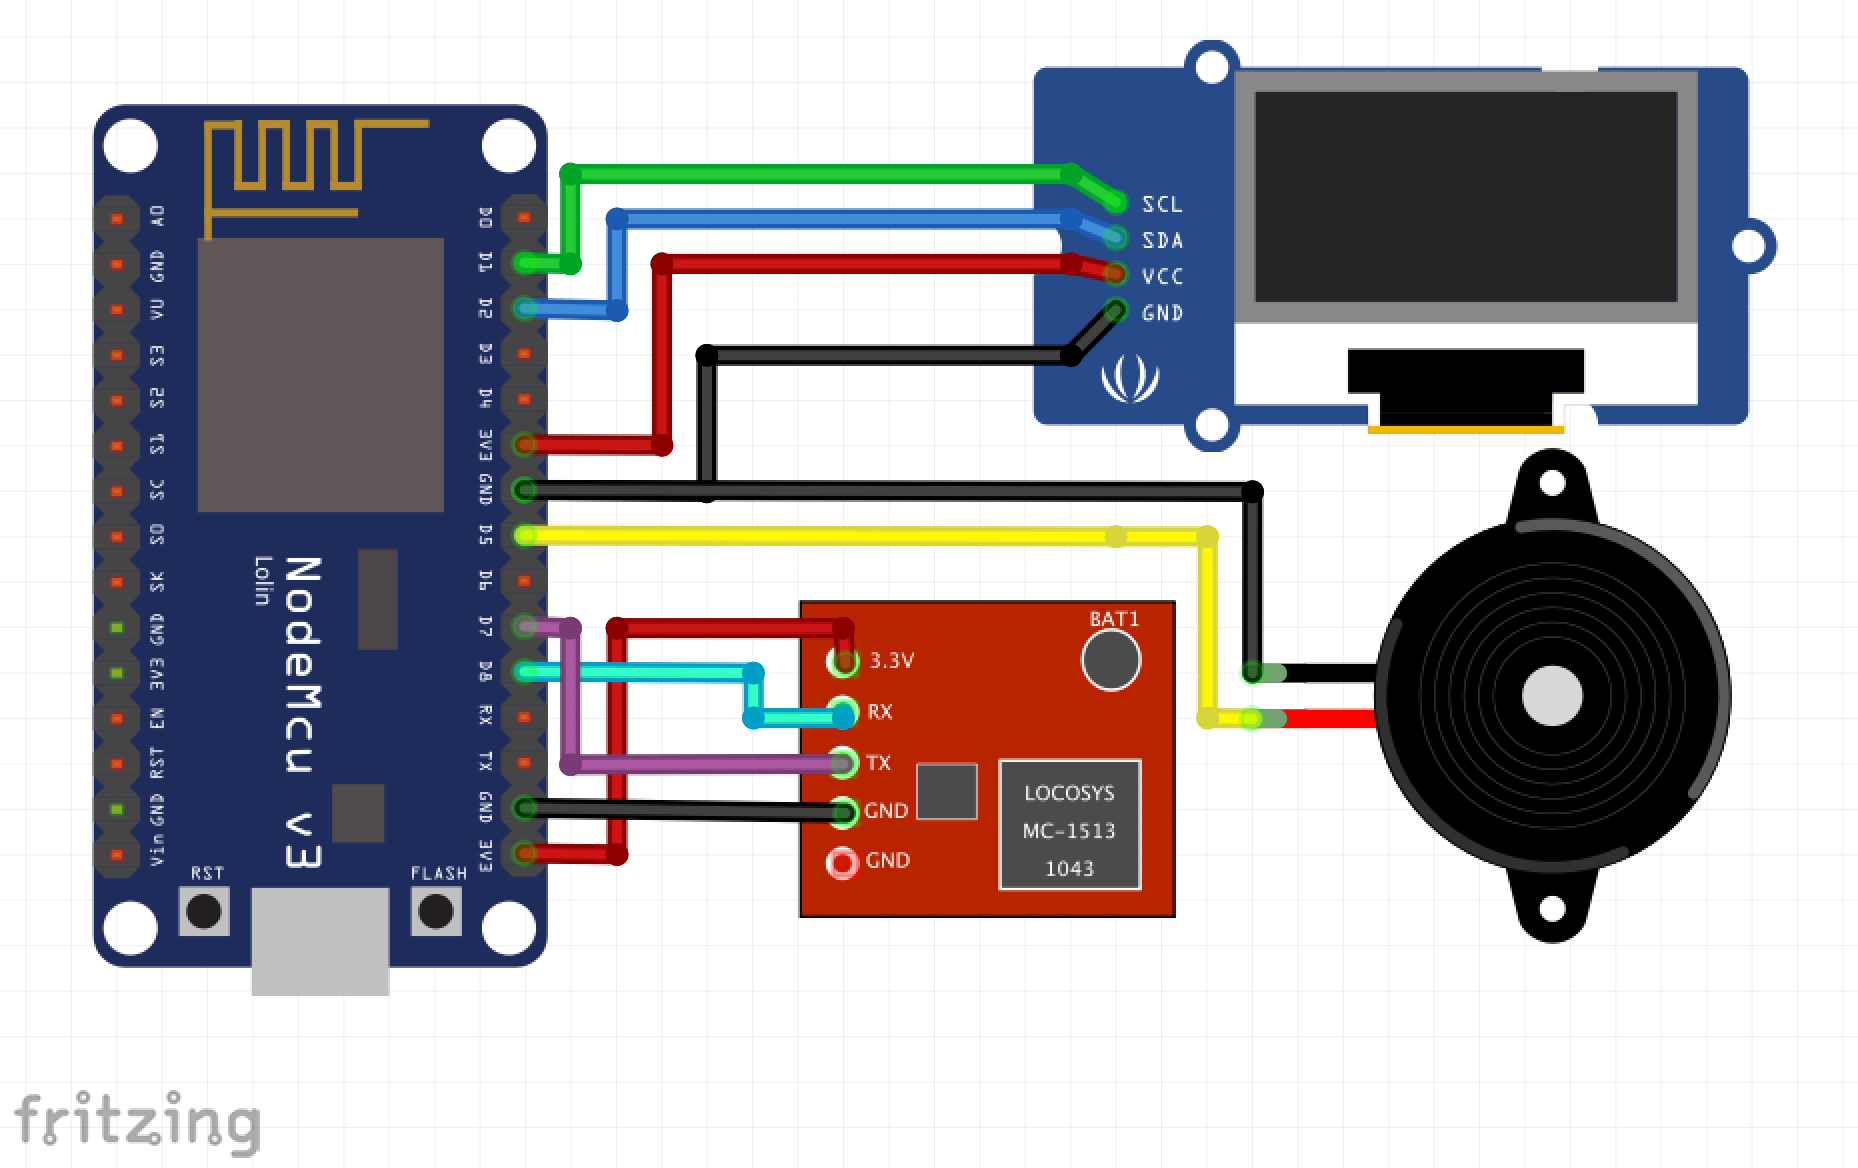 A0
GND
VU
S3
S2
S1
SC
S0
SK
GND
3V3
EN
RST
GND
Vin
D0
D1
D2
D3
D4
3V3
GND
D5
D6
D7
D8
RX
TX
GND
3V3
Lolin
NodeMcu v3
RST
FLASH
SCL
SDA
VCC
GND
BAT1
3.3V
RX
TX
GND
GND
LOCOSYS
MC-1513
1043
fritzing